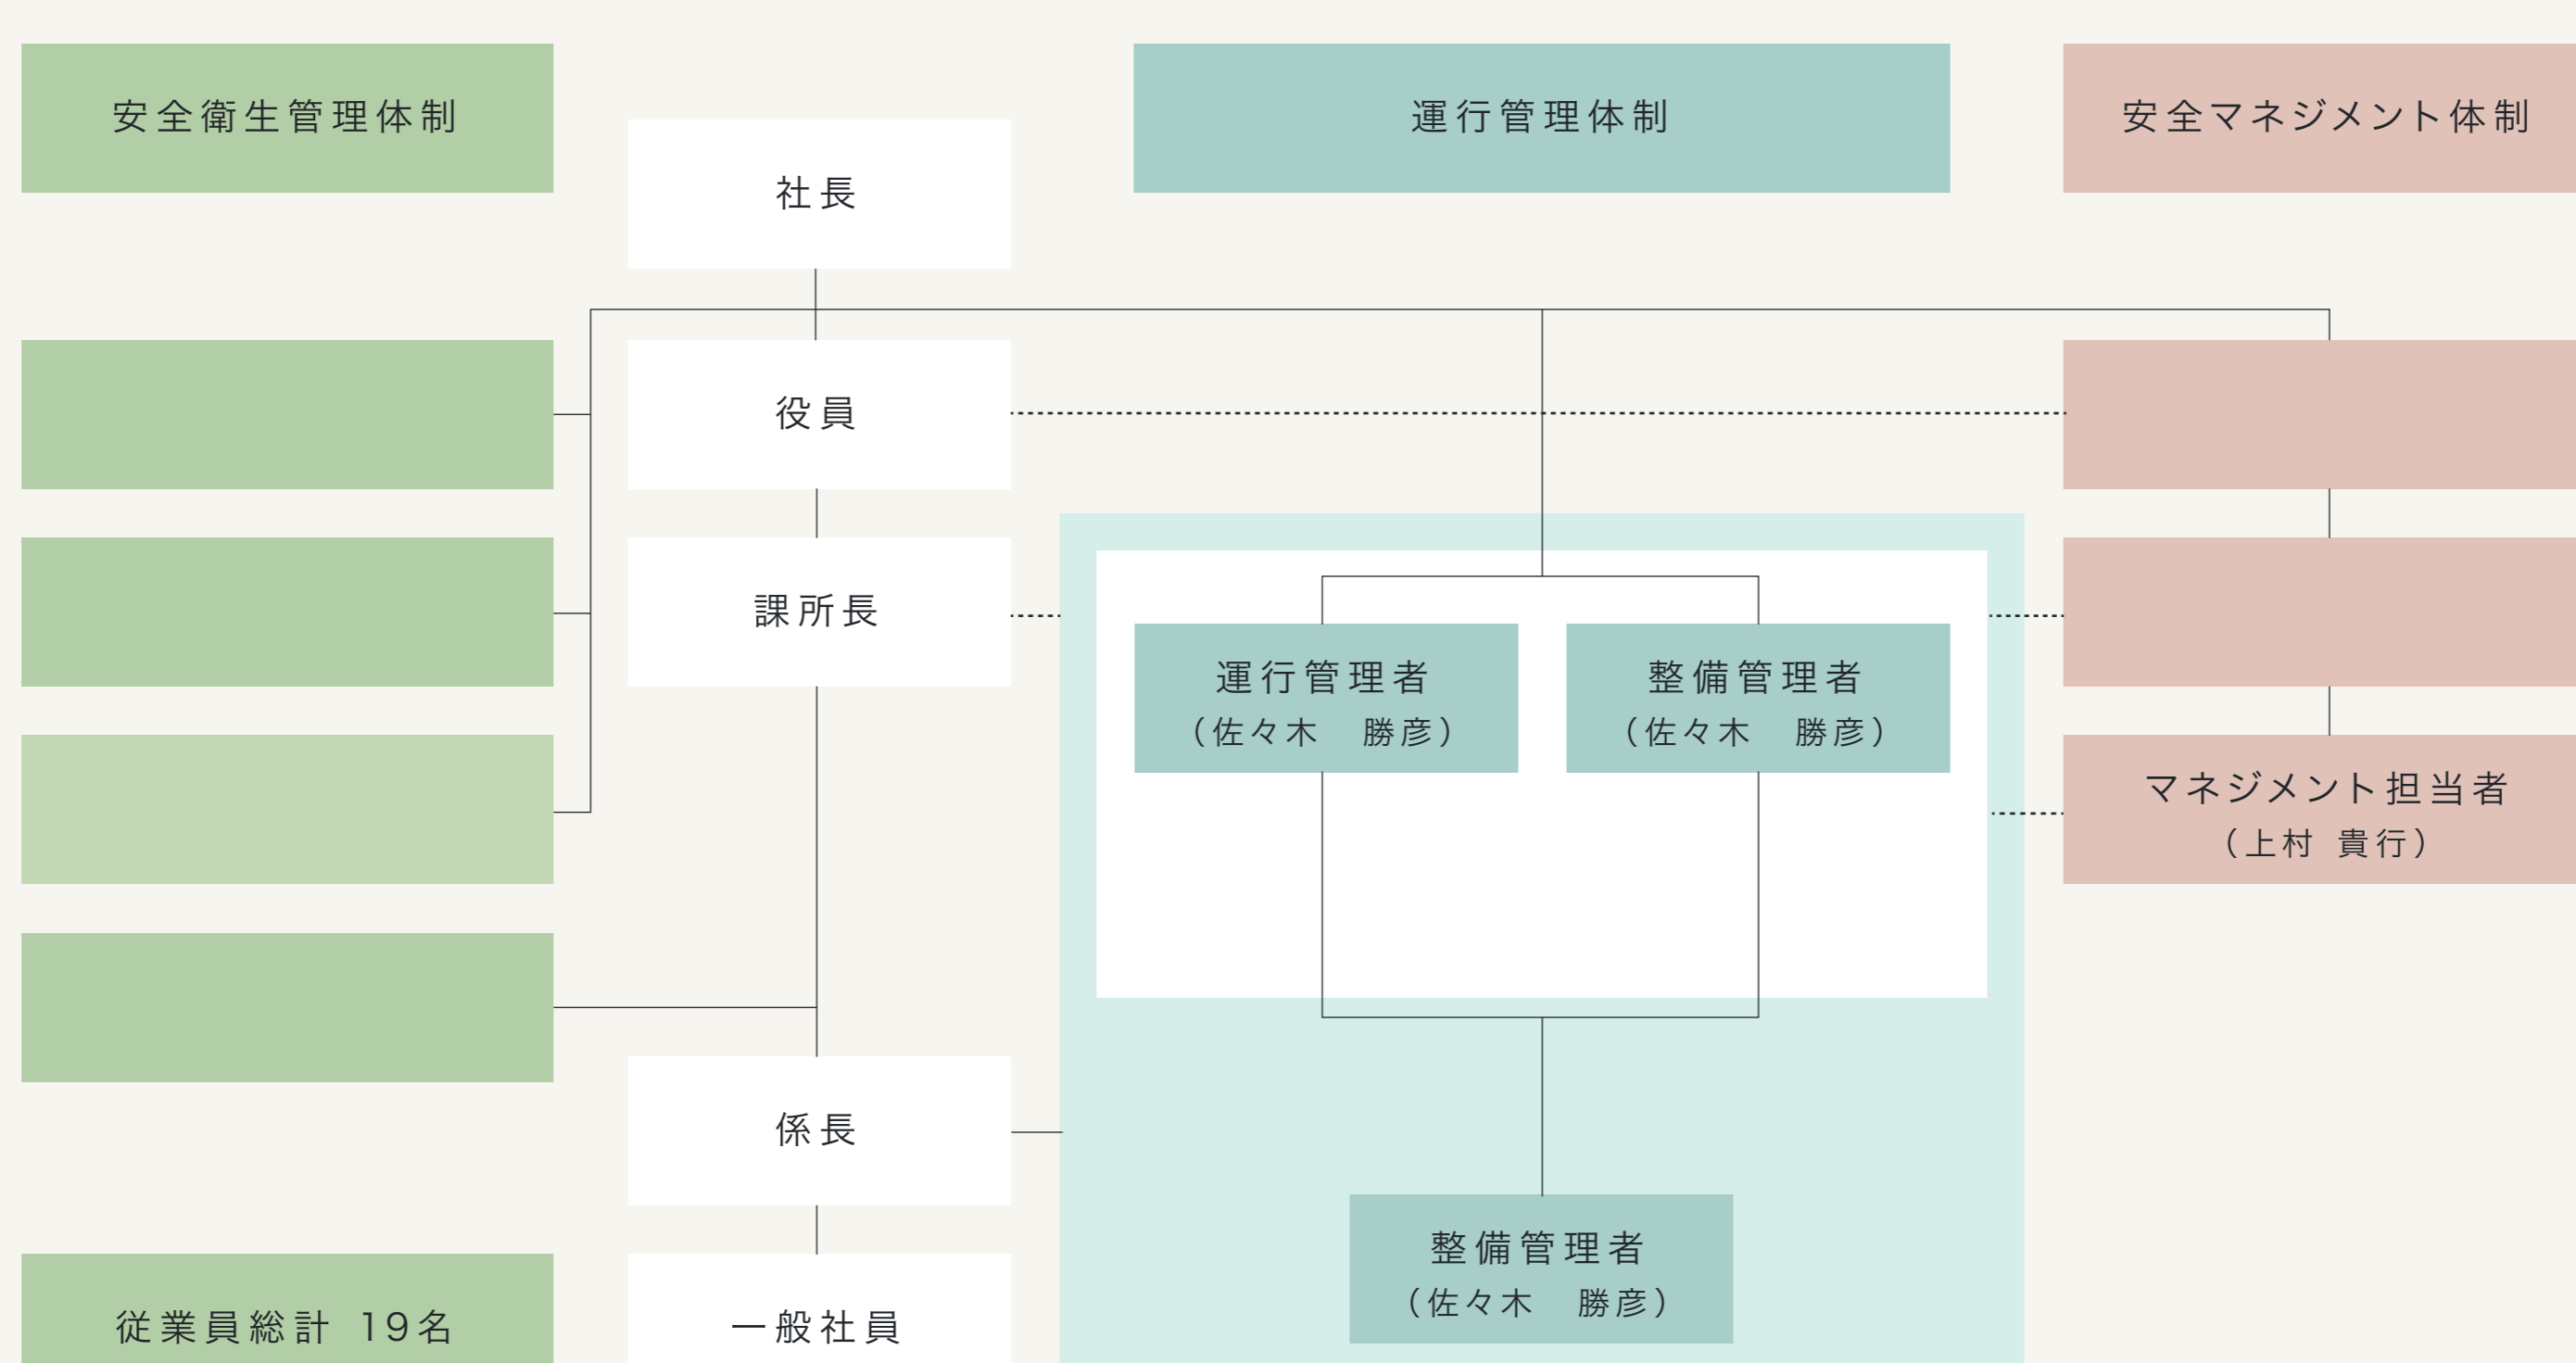 安全衛生管理体制
運行管理体制
安全マネジメント体制
社長
役員
課所長
運行管理者
（佐々木　勝彦）
整備管理者
（佐々木　勝彦）
マネジメント担当者
（上村 貴行）
係長
整備管理者
（佐々木　勝彦）
従業員総計 19名
一般社員